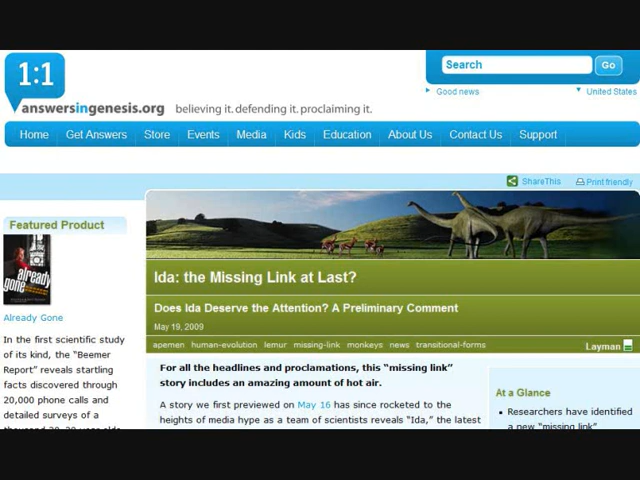 1:1
answersingenesis.org believing it. defending it. proclaiming it.
Search Go
Good news United States
Home Get Answers Store Events Media Kids Education About Us Contact Us Support
ShareThis Print friendly
Featured Product
already gone
Already Gone
In the first scientific study
of its kind, the “Beemer
Report” reveals startling
facts discovered through
20,000 phone calls and
detailed surveys of a
Ida: the Missing Link at Last?
Does Ida Deserve the Attention? A Preliminary Comment
May 19, 2009
apemen human-evolution lemur missing-link monkeys news transitional-forms
Layman
For all the headlines and proclamations, this “missing link”
story includes an amazing amount of hot air.
A story we first previewed on May 16 has since rocketed to the
heights of media hype as a team of scientists reveals “Ida,” the latest
At a Glance
Researchers have identified
a new “missing link”